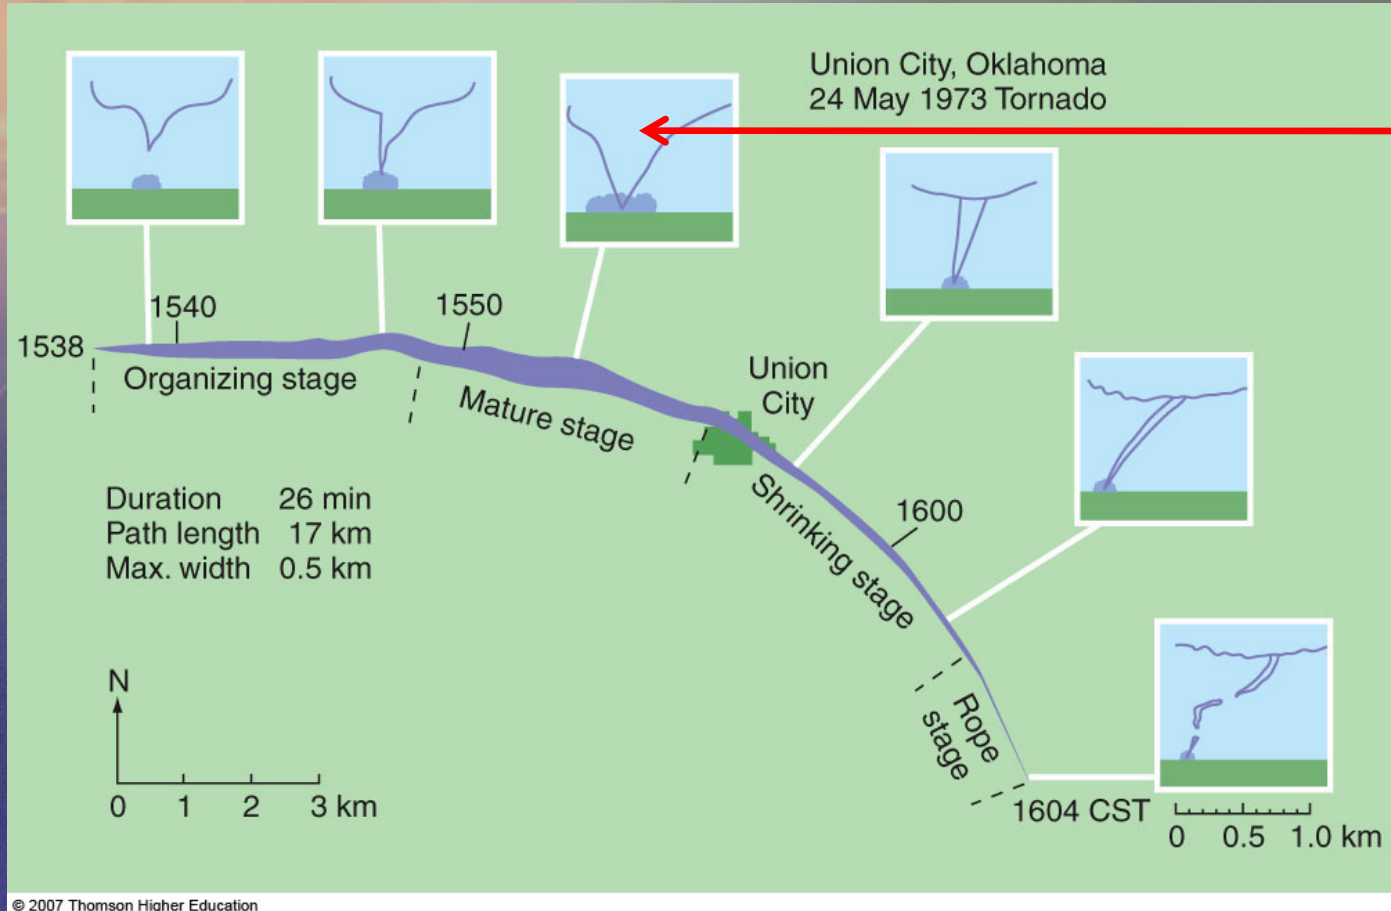 Union City, Oklahoma
24 May 1973 Tornado
1538
1540
1550
Organizing stage
Mature stage
Union
City
Shrinking stage
1600
Duration 26 min
Path length 17 km
Max. width 0.5 km
Rope
stage
N
0 1 2 3 km
1604 CST
0 0.5 1.0 km
© 2007 Thomson Higher Education